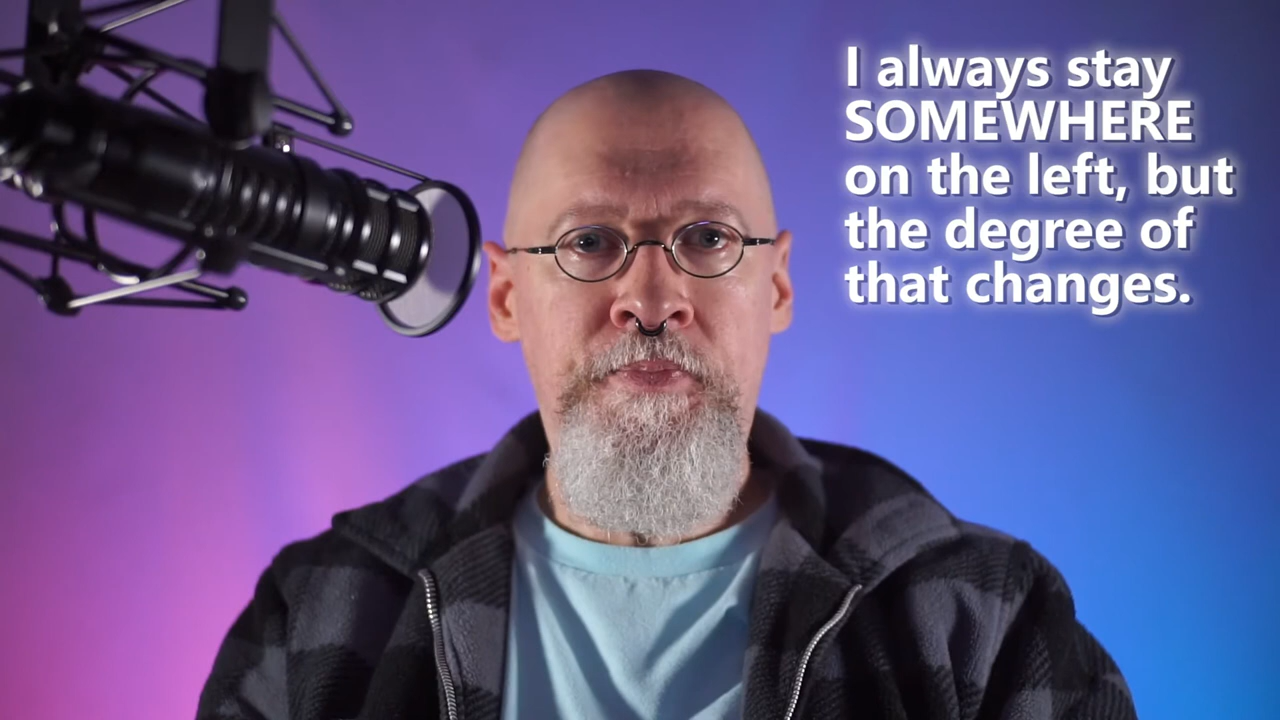 I always stay
SOMEWHERE
on the left, but
the degree of
that changes.